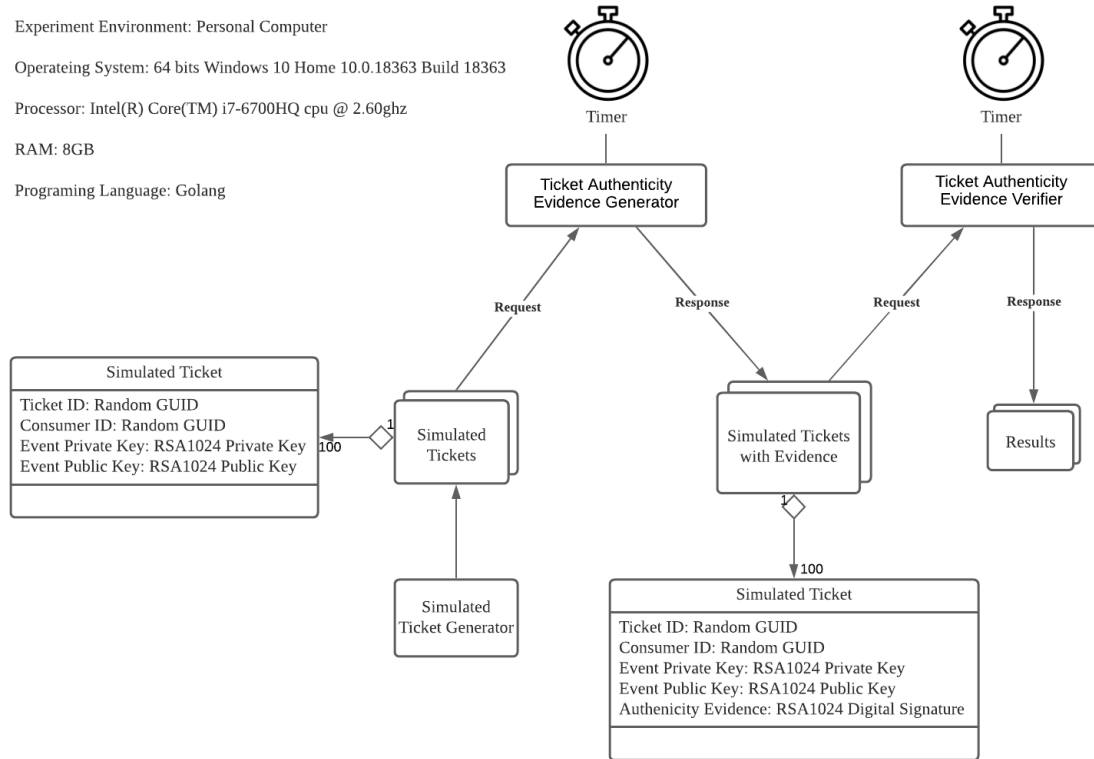 Experiment Environment: Personal Computer
Operateing System: 64 bits Windows 10 Home 10.0.18363 Build 18363
Processor: Intel(R) Core(TM) i7-6700HQ cpu @ 2.60ghz
RAM: 8GB
Programing Language: Golang
Timer
Timer
Ticket Authenticity
Evidence Generator
Ticket Authenticity
Evidence Verifier
Request
Response
Request
Response
Simulated Ticket
Ticket ID: Random GUID
Consumer ID: Random GUID
Event Private Key: RSA1024 Private Key
Event Public Key: RSA1024 Public Key
100
1
Simulated
Tickets
Simulated Tickets
with Evidence
Results
1
100
Simulated
Ticket Generator
Simulated Ticket
Ticket ID: Random GUID
Consumer ID: Random GUID
Event Private Key: RSA1024 Private Key
Event Public Key: RSA1024 Public Key
Authenicity Evidence: RSA1024 Digital Signature